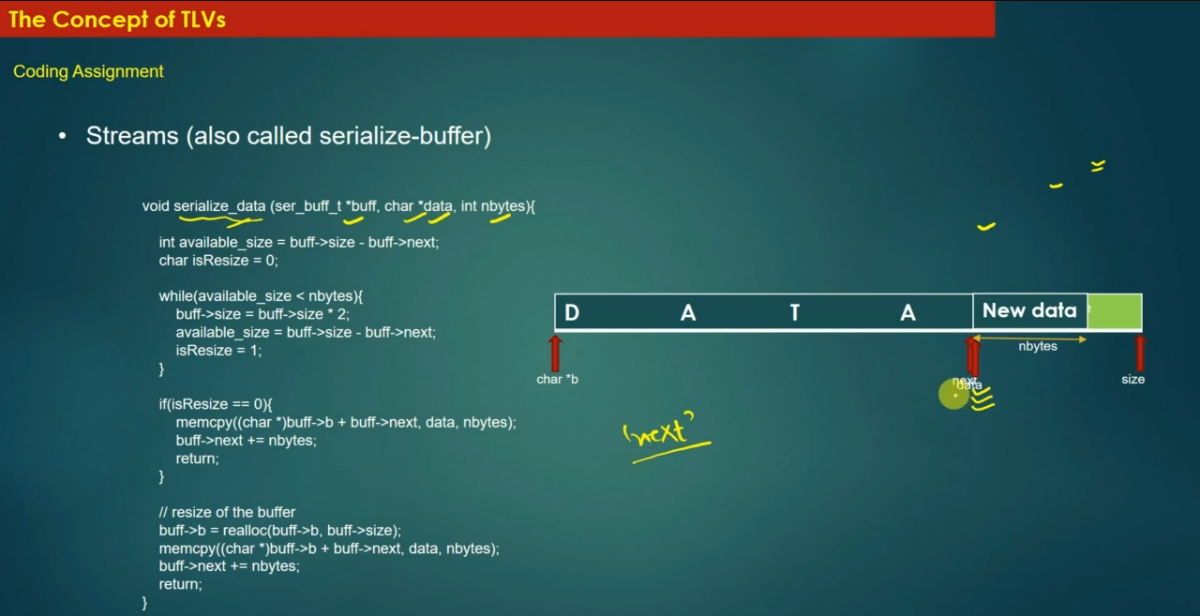 The Concept of TLVs
Coding Assignment
• Streams (also called serialize-buffer)
void serialize_data (ser_buff_t *buff, char *data, int nbytes){
int available_size = buff->size - buff->next;
char isResize = 0;
while(available_size < nbytes){
buff->size = buff->size * 2;
available_size = buff->size - buff->next;
isResize = 1;
}
if(isResize == 0){
memcpy((char *)buff->b + buff->next, data, nbytes);
buff->next += nbytes;
return;
}
// resize of the buffer
buff->b = realloc(buff->b, buff->size);
memcpy((char *)buff->b + buff->next, data, nbytes);
buff->next += nbytes;
return;
}
D A T A New data
nbytes
char *b
next
data
size
next